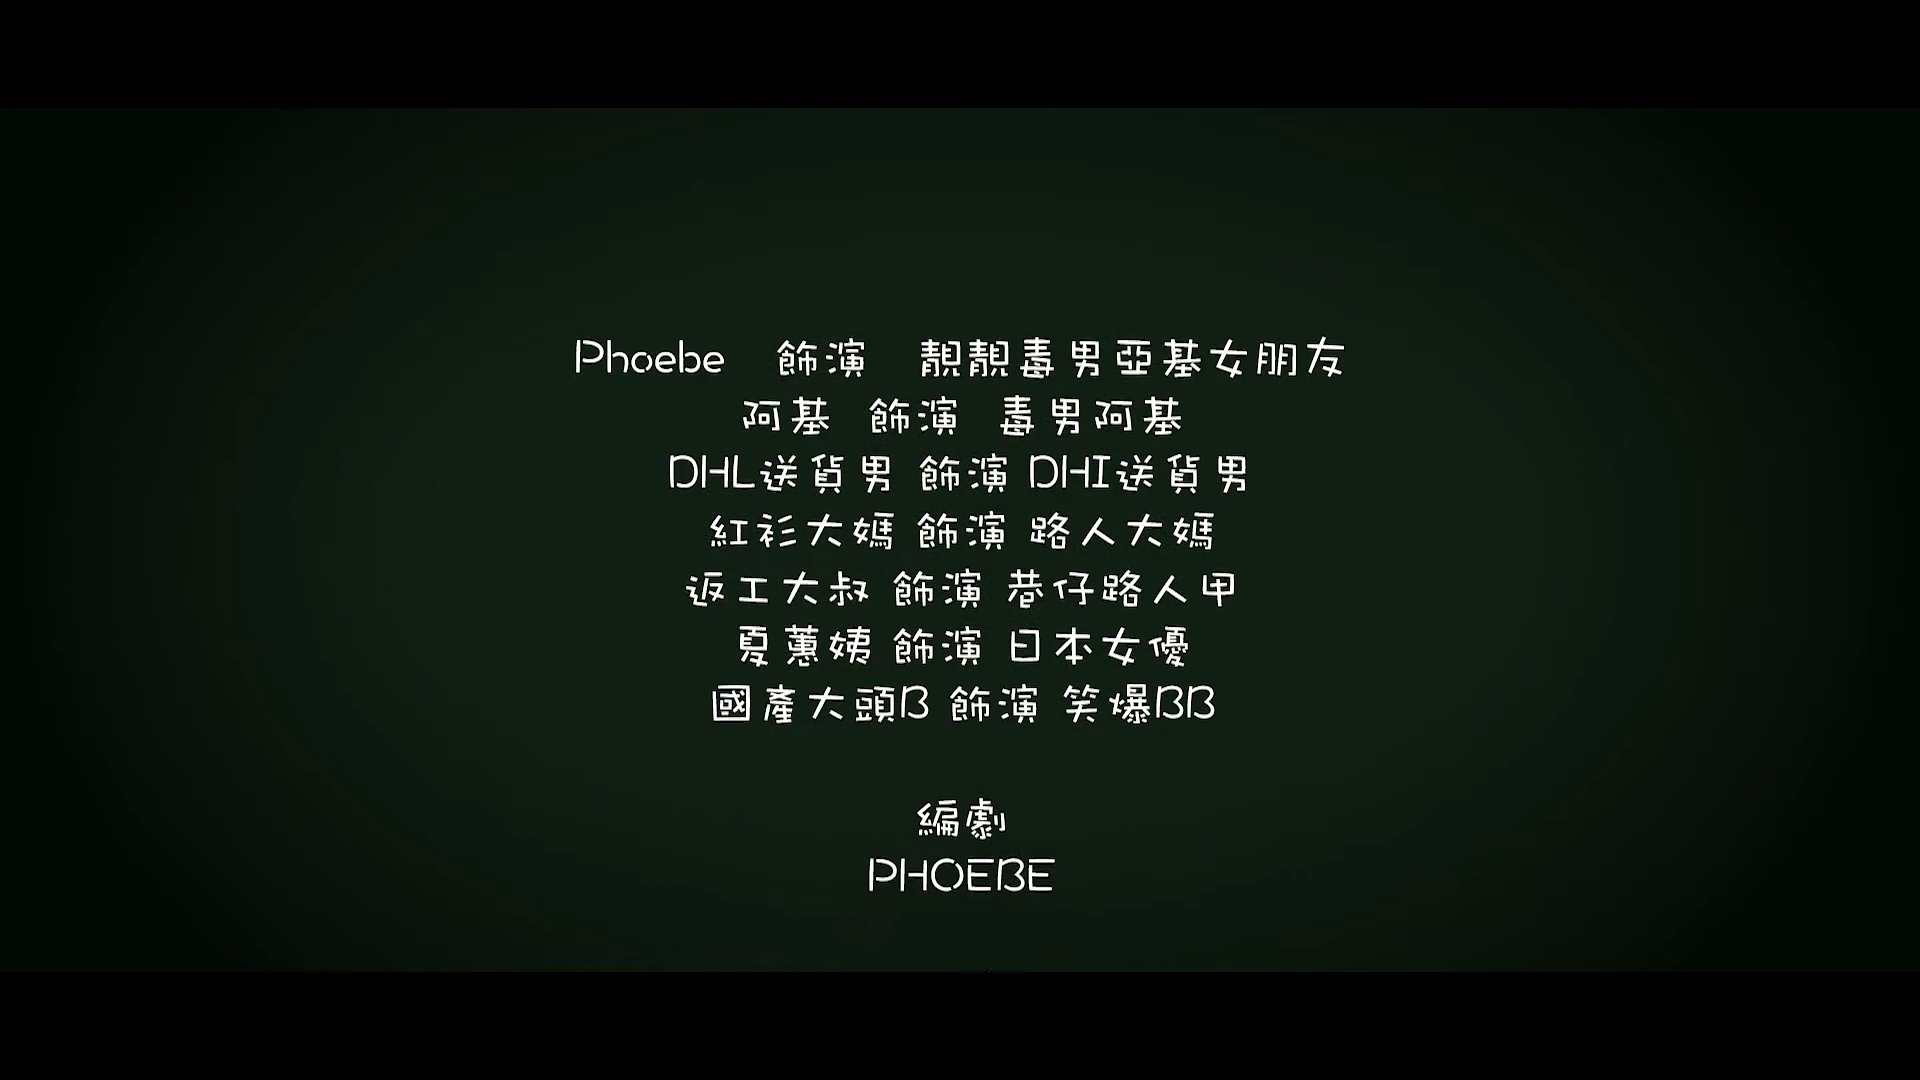 Phoebe 飾演 靚靚毒男亞基女朋友
阿基 飾演 毒男阿基
DHL送貨男 飾演 DHI送貨男
紅衫大媽 飾演 路人大媽
返工大叔 飾演 巷仔路人甲
夏蕙姨 飾演 日本女優
國產大頭B 飾演 笑爆BB
編劇
PHOEBE